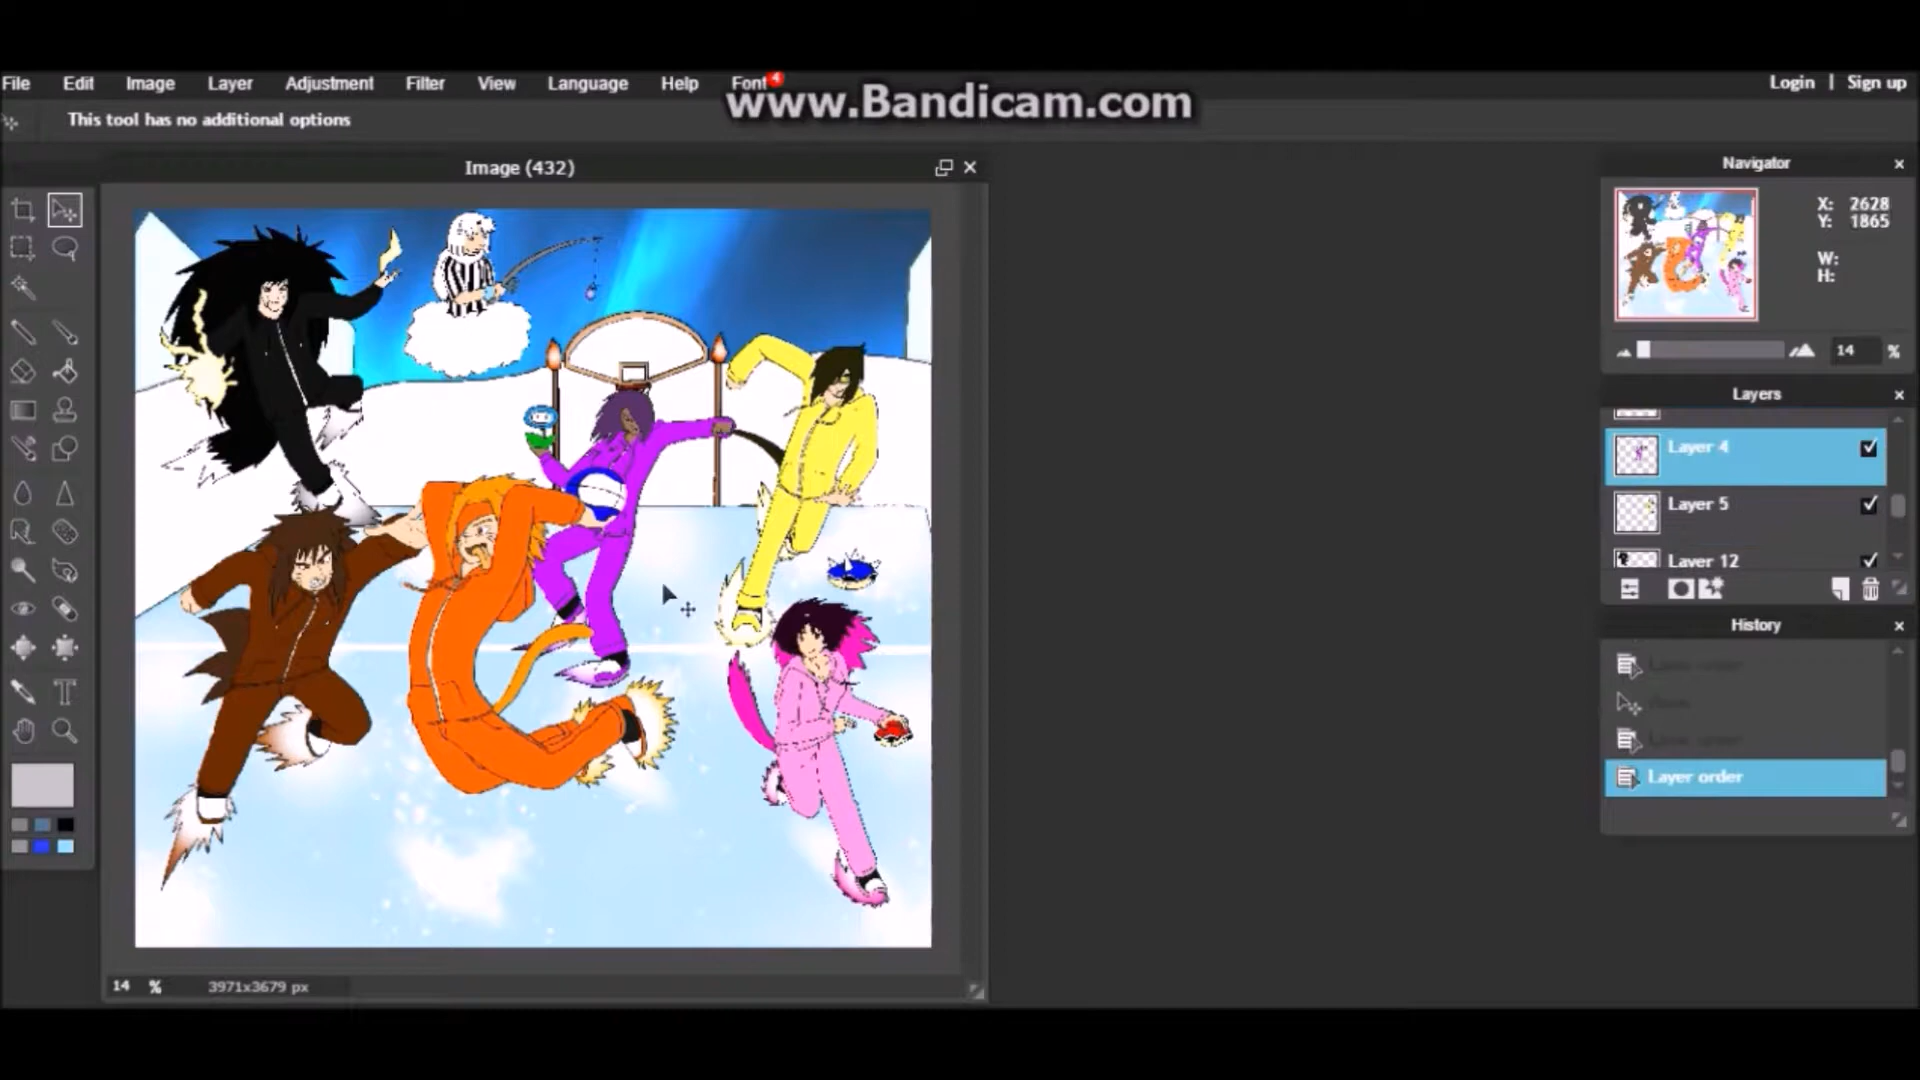 File Edit Image Layer Adjustment Filter View Language Help Font 4
www.Bandicam.com
Login | Sign up
This tool has no additional options
Image (432)
Navigator
X: 2628
Y: 1865
W:
H:
14 %
Layers
Layer 4
Layer 5
Layer 12
History
Layer order
14 % 3971x3679 px